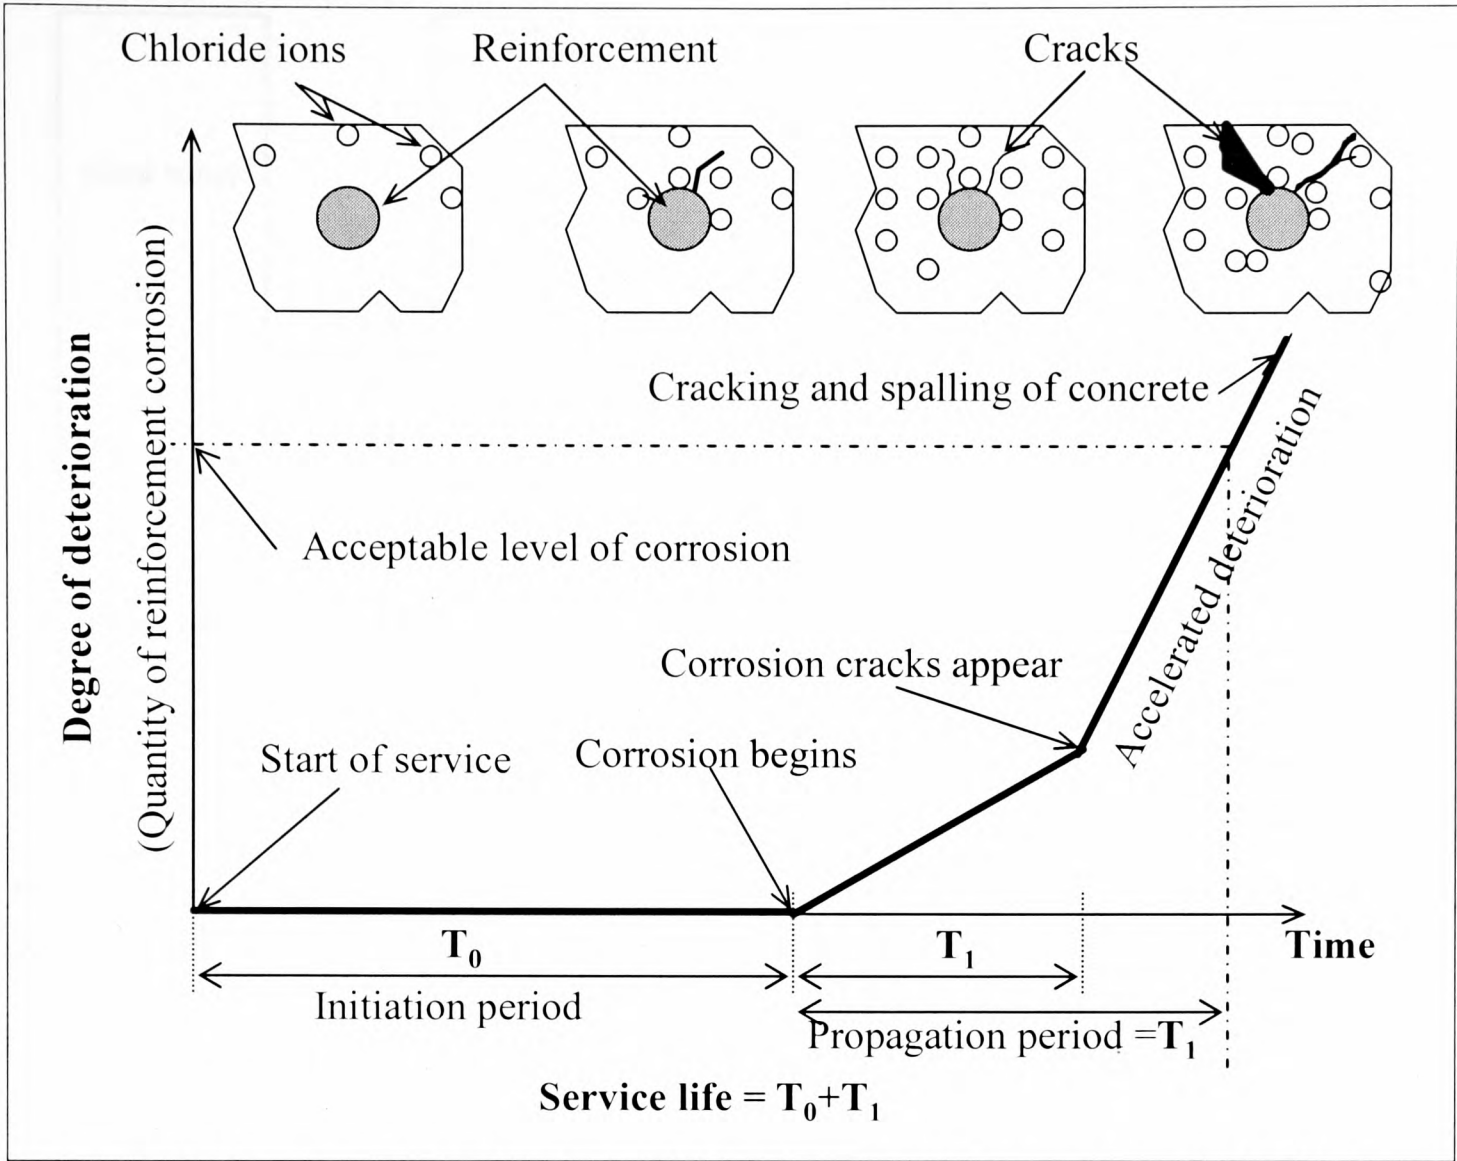 Chloride ions
Reinforcement
Cracks
Cracking and spalling of concrete
Degree of deterioration
(Quantity of reinforcement corrosion)
Acceptable level of corrosion
Accelerated deterioration
Corrosion cracks appear
Start of service
Corrosion begins
T0
T1
Time
Initiation period
Propagation period =T1
Service life = T0+T1